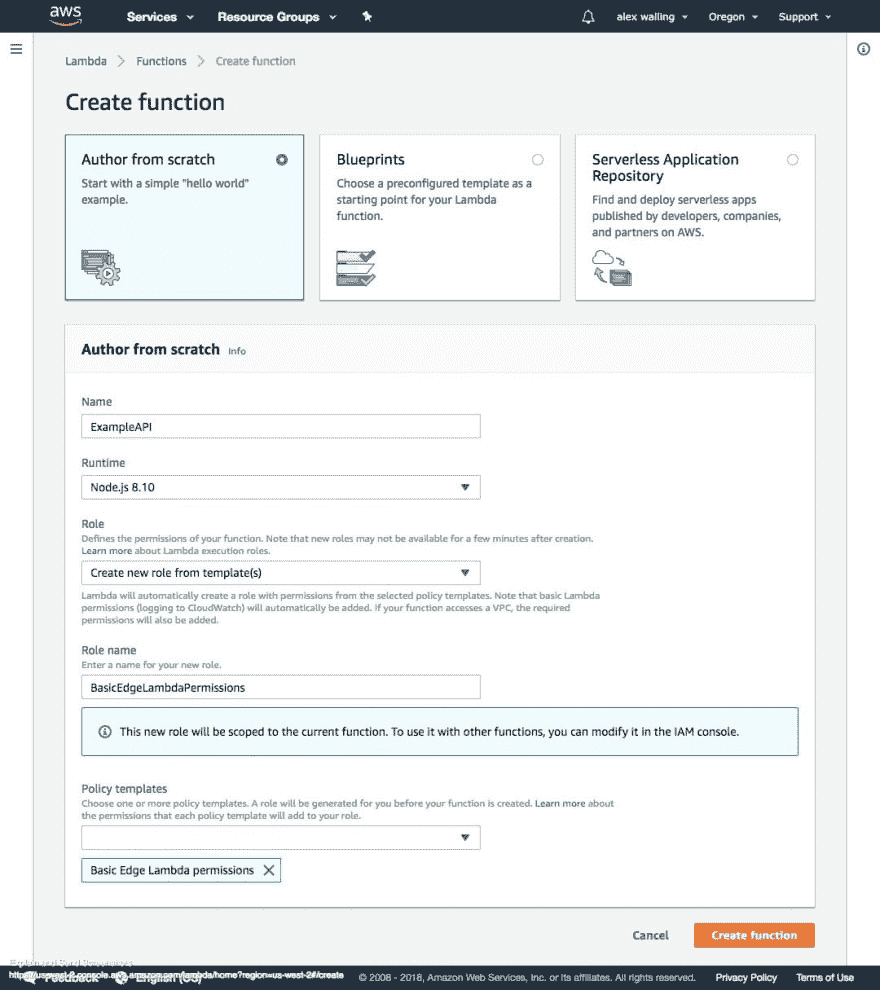 aws
Services
Resource Groups
alex walling
Oregon
Support
Lambda
Functions
Create function
Create function
Author from scratch
Start with a simple "hello world"
example.
Blueprints
Choose a preconfigured template as a
starting point for your Lambda
function.
Serverless Application
Repository
Find and deploy serverless apps
published by developers, companies,
and partners on AWS.
Author from scratch Info
Name
ExampleAPI
Runtime
Node.js 8.10
Role
Defines the permissions of your function. Note that new roles may not be available for a few minutes after creation.
Learn more about Lambda execution roles.
Create new role from template(s)
Lambda will automatically create a role with permissions from the selected policy templates. Note that basic Lambda
permissions (logging to CloudWatch) will automatically be added. If your function accesses a VPC, the required
permissions will also be added.
Role name
Enter a name for your new role.
BasicEdgeLambdaPermissions
This new role will be scoped to the current function. To use it with other functions, you can modify it in the IAM console.
Policy templates
Choose one or more policy templates. A role will be generated for you before your function is created. Learn more about
the permissions that each policy template will add to your role.
Basic Edge Lambda permissions
Cancel
Create function
Feedback
English (US)
© 2008 - 2018, Amazon Web Services, Inc. or its affiliates. All rights reserved.
Privacy Policy
Terms of Use